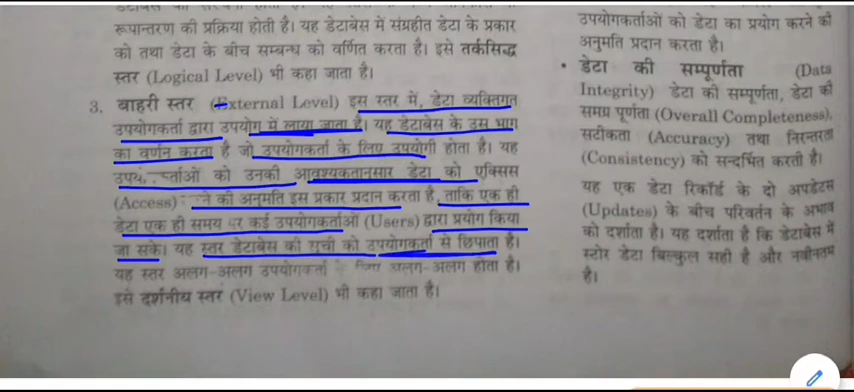 रूपान्तरण की प्रक्रिया होती है। यह डेटाबेस में संग्रहीत डेटा के प्रकार
को तथा डेटा के बीच सम्बन्ध को वर्णित करता है। इसे तर्कसिद्ध
स्तर (Logical Level) भी कहा जाता है।
3. बाहरी स्तर (External Level) इस स्तर में, डेटा व्यक्तिगत
उपयोगकर्ता द्वारा उपयोग में लाया जाता है। यह डेटाबेस के उस भाग
का वर्णन करता है जो उपयोगकर्ता के लिए उपयोगी होता है। यह
को उनकी आवश्यकतानुसार डेटा को एक्सिस
(Access) की अनुमति इस प्रकार प्रदान करता है, ताकि एक ही
डेटा एक ही समय पर कई उपयोगकर्ताओं (Users) द्वारा प्रयोग किया
जा सके। यह स्तर डेटाबेस की सूची को उपयोगकर्ता से छिपाता है।
यह स्तर अलग-अलग उपयोगकर्ता के लिए अलग-अलग होता है।
इसे दर्शनीय स्तर (View Level) भी कहा जाता है।
उपयोगकर्ताओं को डेटा का प्रयोग करने की
अनुमति प्रदान करता है।
• डेटा की सम्पूर्णता (Data
Integrity) डेटा की सम्पूर्णता, डेटा की
समग्र पूर्णता (Overall Completeness),
सटीकता (Accuracy) तथा निरन्तरता
(Consistency) को सन्दर्भित करती है।
यह एक डेटा रिकॉर्ड के दो अपडेटस
(Updates) के बीच परिवर्तन के अभाव
को दर्शाता है। यह दर्शाता है कि डेटाबेस में
स्टोर डेटा बिल्कुल सही है और नवीनतम
है।